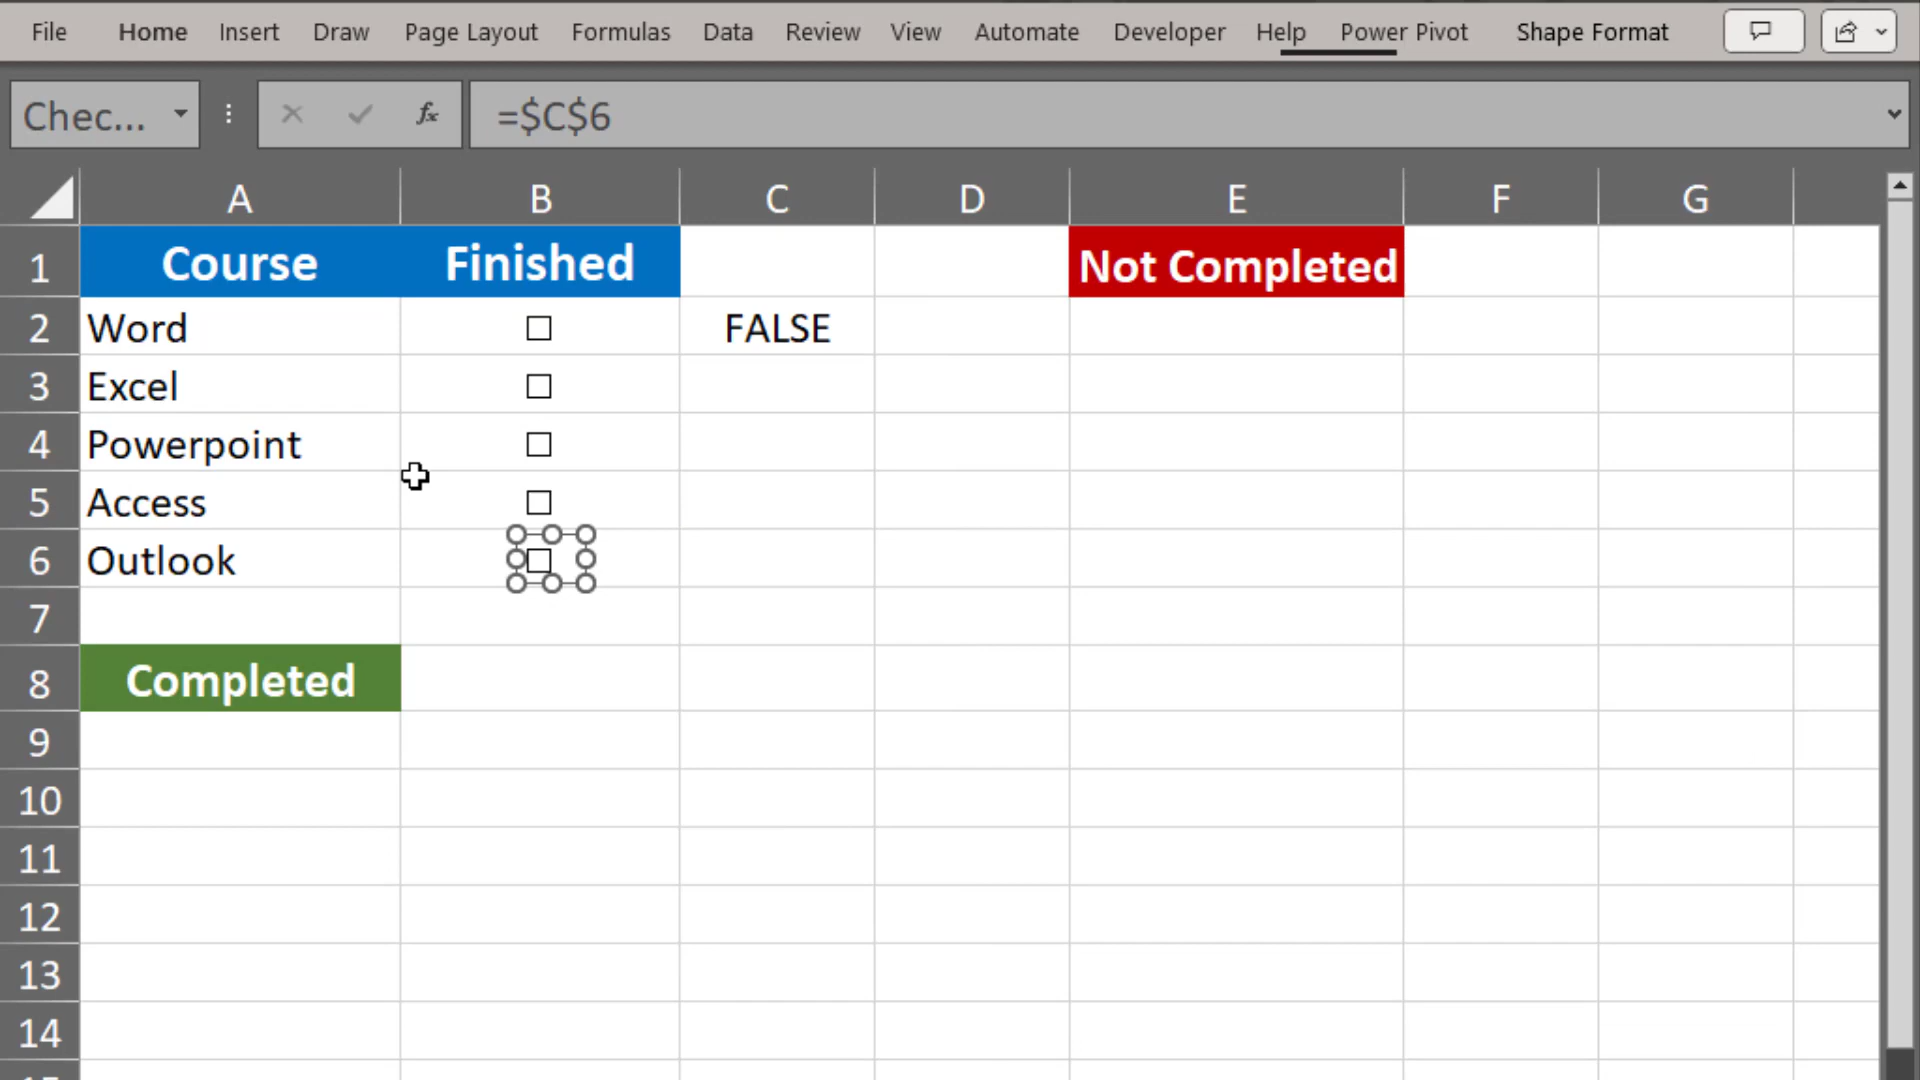 File Home Insert Draw Page Layout Formulas Data Review View Automate Developer Help Power Pivot Shape Format
Chec... fx =$C$6
A B C D E F G
1 Course Finished Not Completed
2 Word FALSE
3 Excel
4 Powerpoint
5 Access
6 Outlook
7
8 Completed
9
10
11
12
13
14